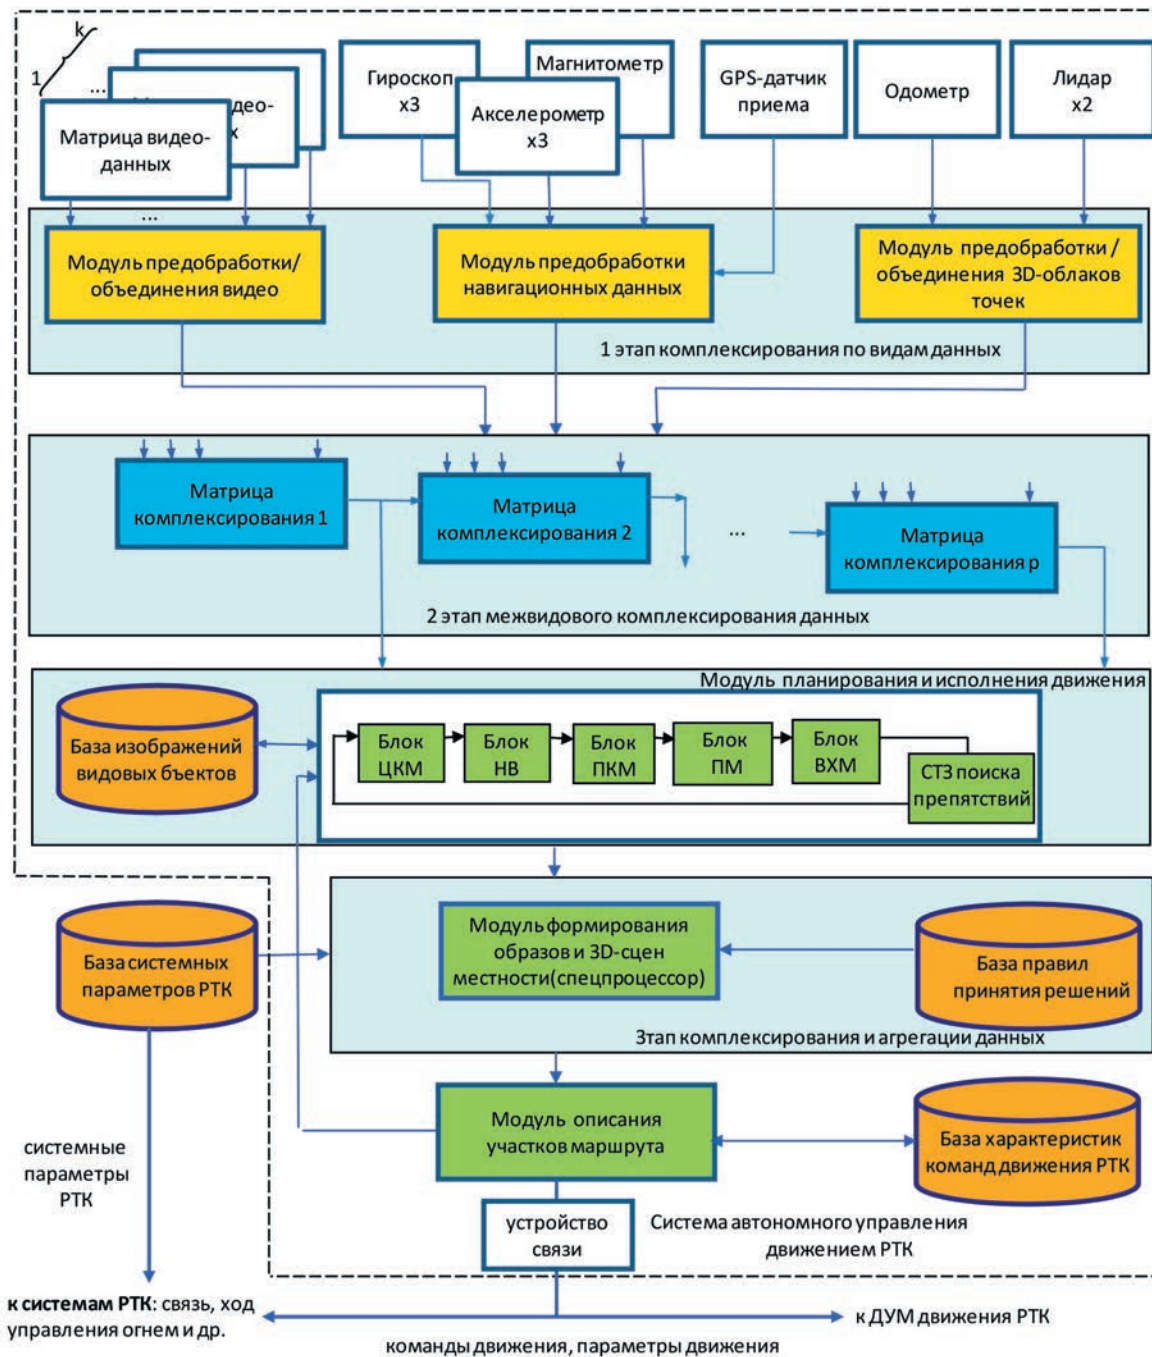 k
1
...
Матрица видео-
данных
део-
х
Гироскоп
x3
Магнитометр
Акселерометр
x3
GPS-датчик
приема
Одометр
Лидар
x2
...
Модуль предобработки/
объединения видео
Модуль предобработки
навигационных данных
Модуль предобработки /
объединения 3D-облаков
точек
1 этап комплексирования по видам данных
Матрица
комплексирования 1
Матрица
комплексирования 2
...
Матрица
комплексирования p
2 этап межвидового комплексирования данных
Модуль планирования и исполнения движения
База изображений
видовых бъектов
Блок
ЦКМ
Блок
НВ
Блок
ПКМ
Блок
ПМ
Блок
ВХМ
СТЗ поиска
препятствий
База системных
параметров РТК
Модуль формирования
образов и 3D-сцен
местности(спецпроцессор)
База правил
принятия решений
3тап комплексирования и агрегации данных
Модуль описания
участков маршрута
База характеристик
команд движения РТК
системные
параметры
РТК
устройство
связи
Система автономного управления
движением РТК
к системам РТК: связь, ход
управления огнем и др.
к ДУМ движения РТК
команды движения, параметры движения